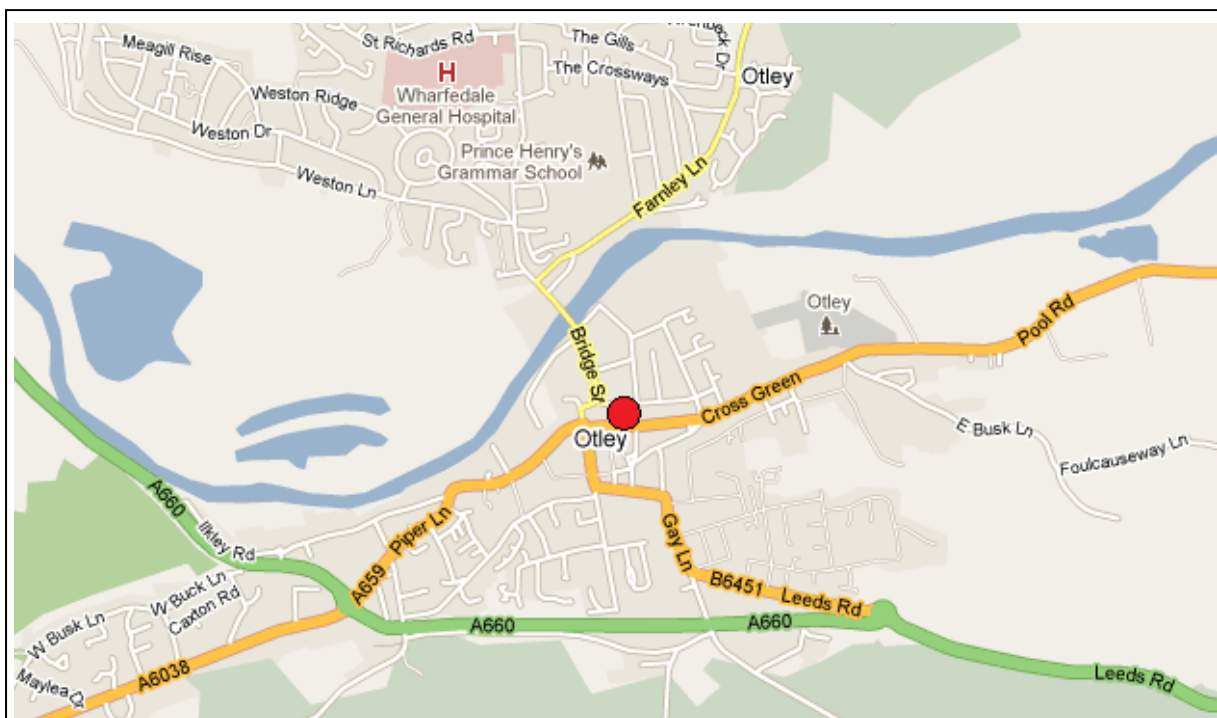 St Richards Rd
The Gills
Meagill Rise
The Crossways
Otley
H
Wharfedale
General Hospital
Weston Ridge
Weston Dr
Prince Henry's
Grammar School
Weston Ln
Farnley Ln
Otley
Pool Rd
Bridge St
Cross Green
E Busk Ln
Otley
Foulcauseway Ln
A660
Ilkley Rd
Piper Ln
A659
Gay Ln
W Buck Ln
Caxton Rd
B6451
Leeds Rd
W Busk Ln
A660
A660
Maylea Dr
A6038
Leeds Rd